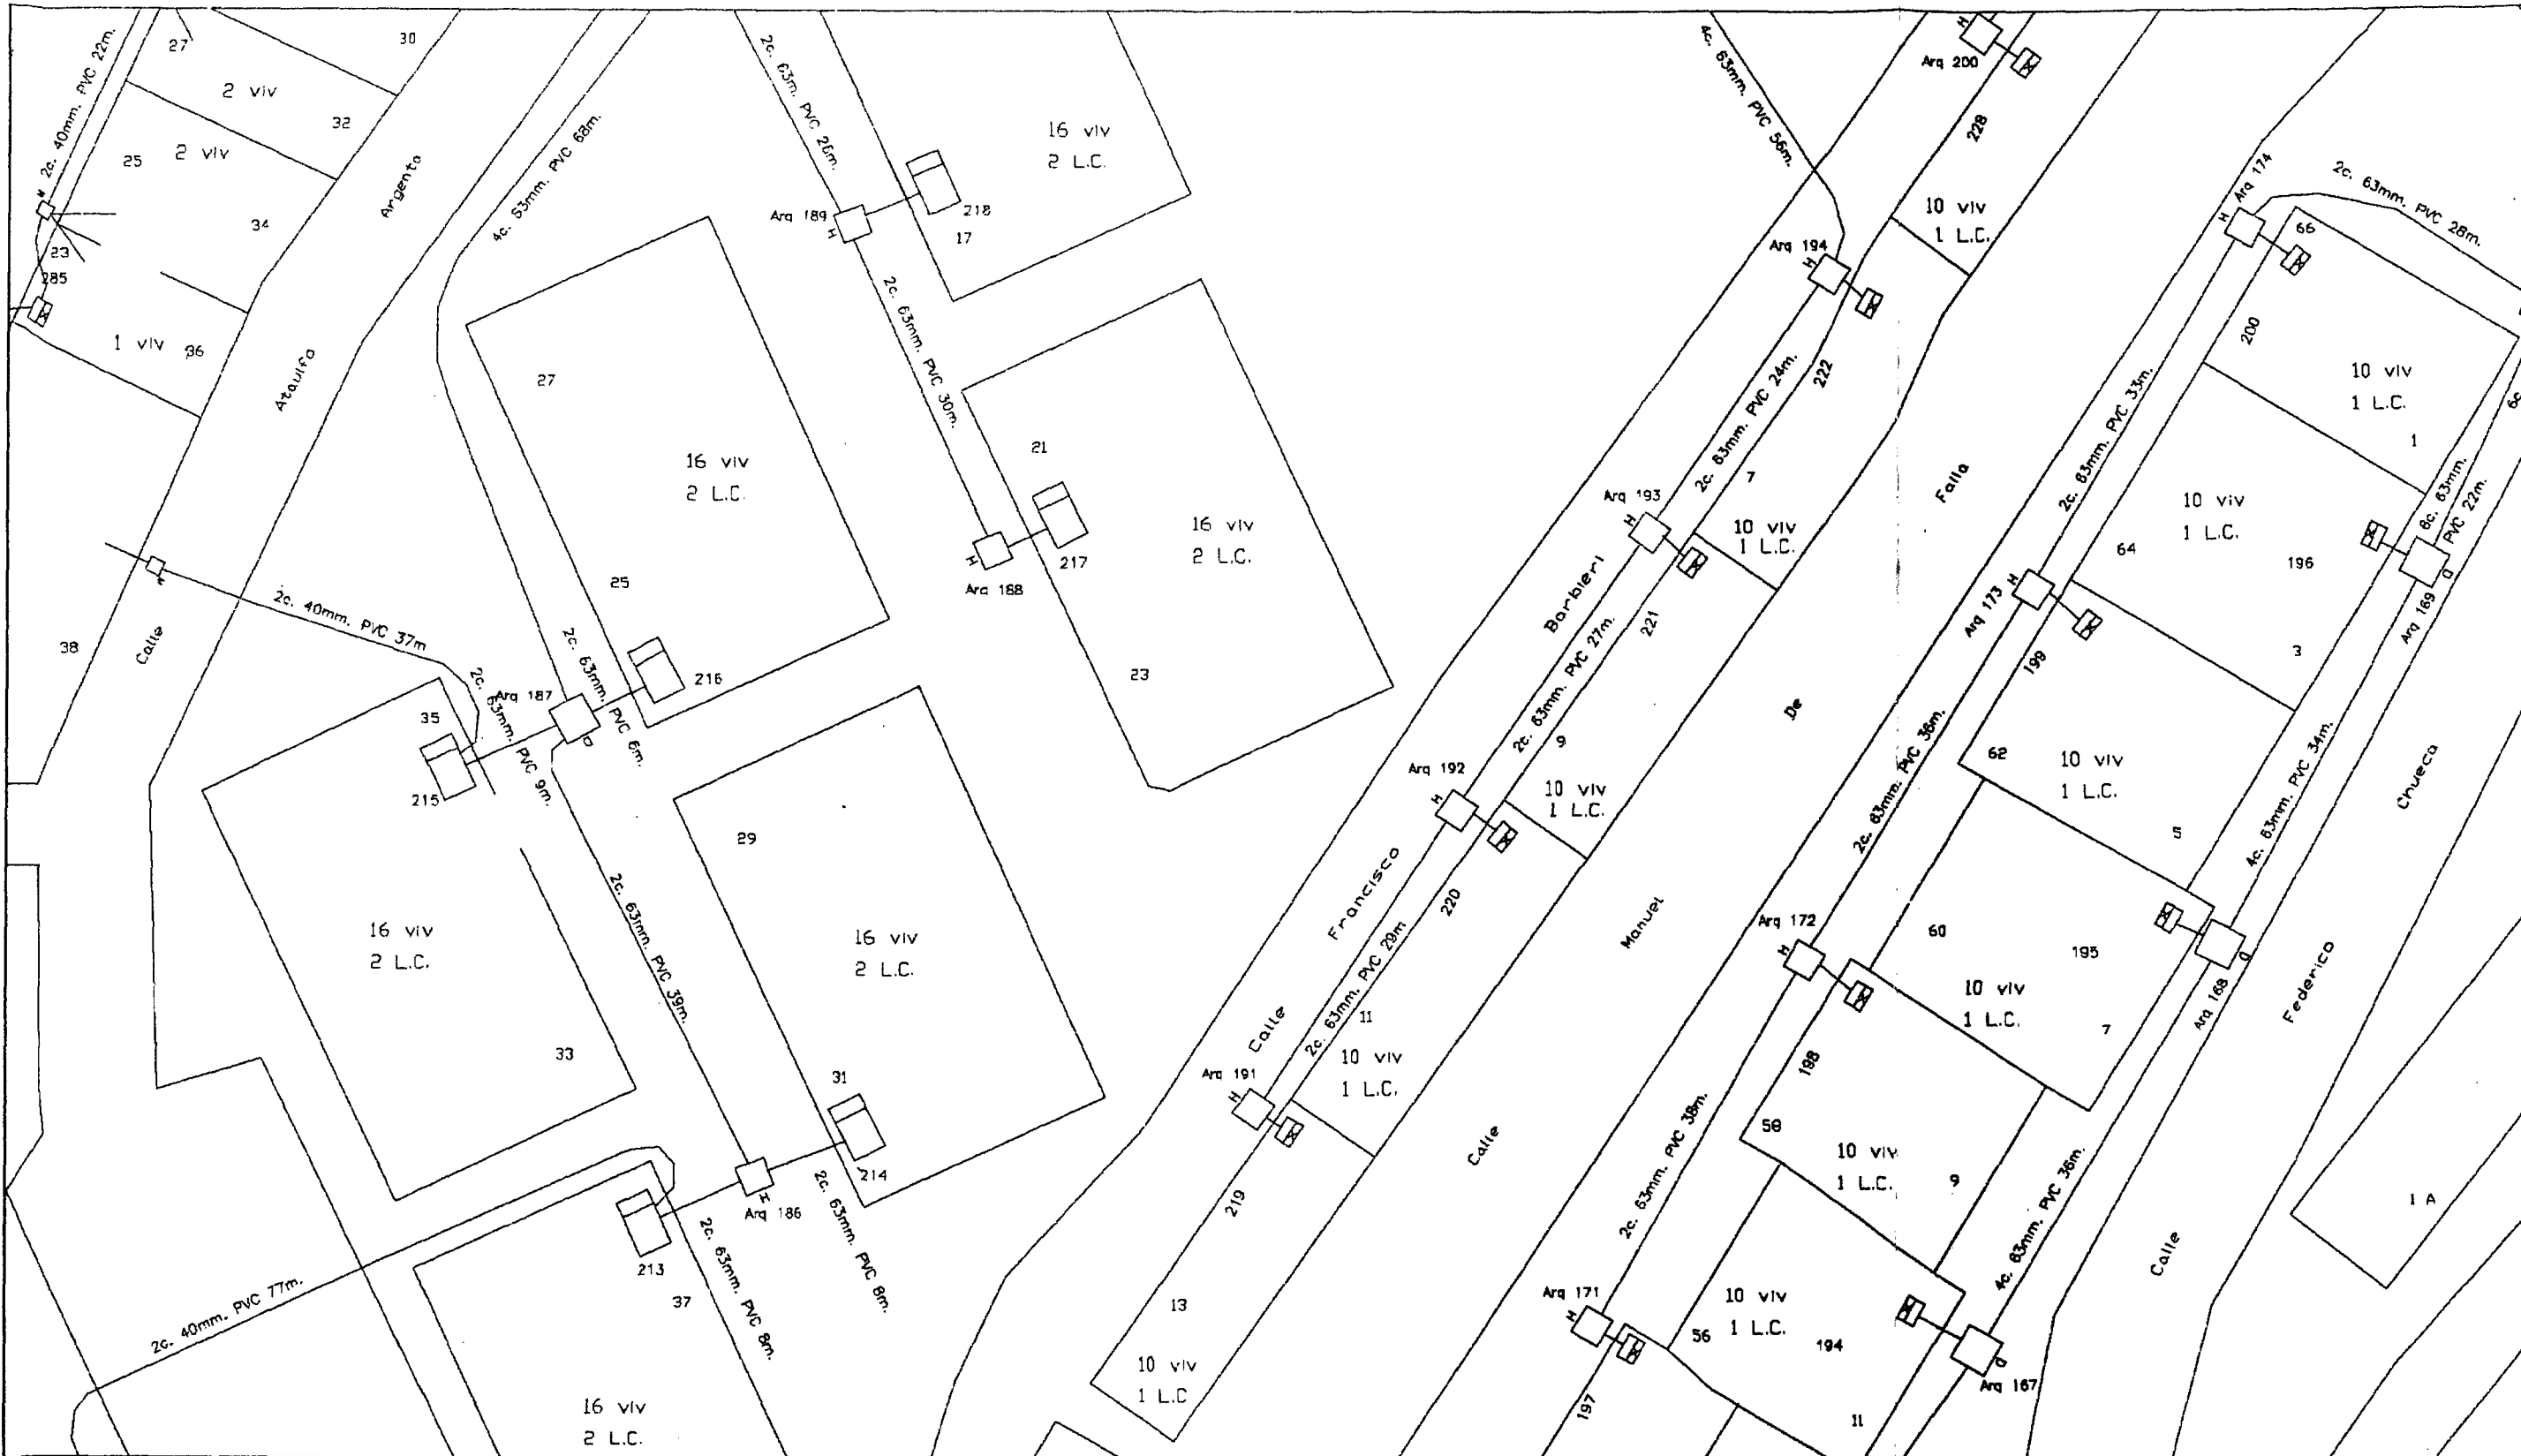 2c. 40mm. PVC 22m.
27
30
2 viv
32
25
2 viv
34
23
285
1 viv
36
Calle Ataulfo Argenta
38
4c. S3mm. PVC 68m.
2c. 63mm. PVC 26m.
16 viv
2 L.C.
Arq 189
H
218
17
2c. 63mm. PVC 30m.
27
16 viv
2 L.C.
25
21
16 viv
2 L.C.
H
Arq 188
217
23
2c. 40mm. PVC 37m
2c. 63mm. PVC 9m.
2c. 63mm. PVC 6m.
Arq 187
216
35
215
16 viv
2 L.C.
33
2c. 63mm. PVC 39m.
29
16 viv
2 L.C.
31
214
H
Arq 186
2c. 63mm. PVC 8m.
2c. 63mm. PVC 8m.
213
37
2c. 40mm. PVC 77m.
16 viv
2 L.C.
4c. 63mm. PVC 56m.
H
Arq 200
228
10 viv
1 L.C.
Arq 194
H
2c. 63mm. PVC 24m.
222
7
10 viv
1 L.C.
Arq 193
H
2c. 63mm. PVC 27m.
221
9
10 viv
1 L.C.
Arq 192
H
2c. 63mm. PVC 29m
220
11
10 viv
1 L.C.
Arq 191
H
219
13
10 viv
1 L.C
Calle Francisco Barbieri
Calle Manuel De Falla
Arq 174
H
2c. 63mm. PVC 28m.
66
200
10 viv
1 L.C.
1
2c. 63mm. PVC 33m.
64
10 viv
1 L.C.
196
3
6c. 63mm.
PVC 22m.
6c
Arq 169
Arq 173
H
199
2c. 63mm. PVC 36m.
62
10 viv
1 L.C.
5
4c. 63mm. PVC 34m.
Arq 172
H
60
195
10 viv
1 L.C.
7
Arq 168
198
2c. 63mm. PVC 38m.
58
10 viv
1 L.C.
9
4c. 63mm. PVC 36m.
Arq 171
H
197
56
10 viv
1 L.C.
194
11
Arq 167
Calle Federico Chueca
1 A